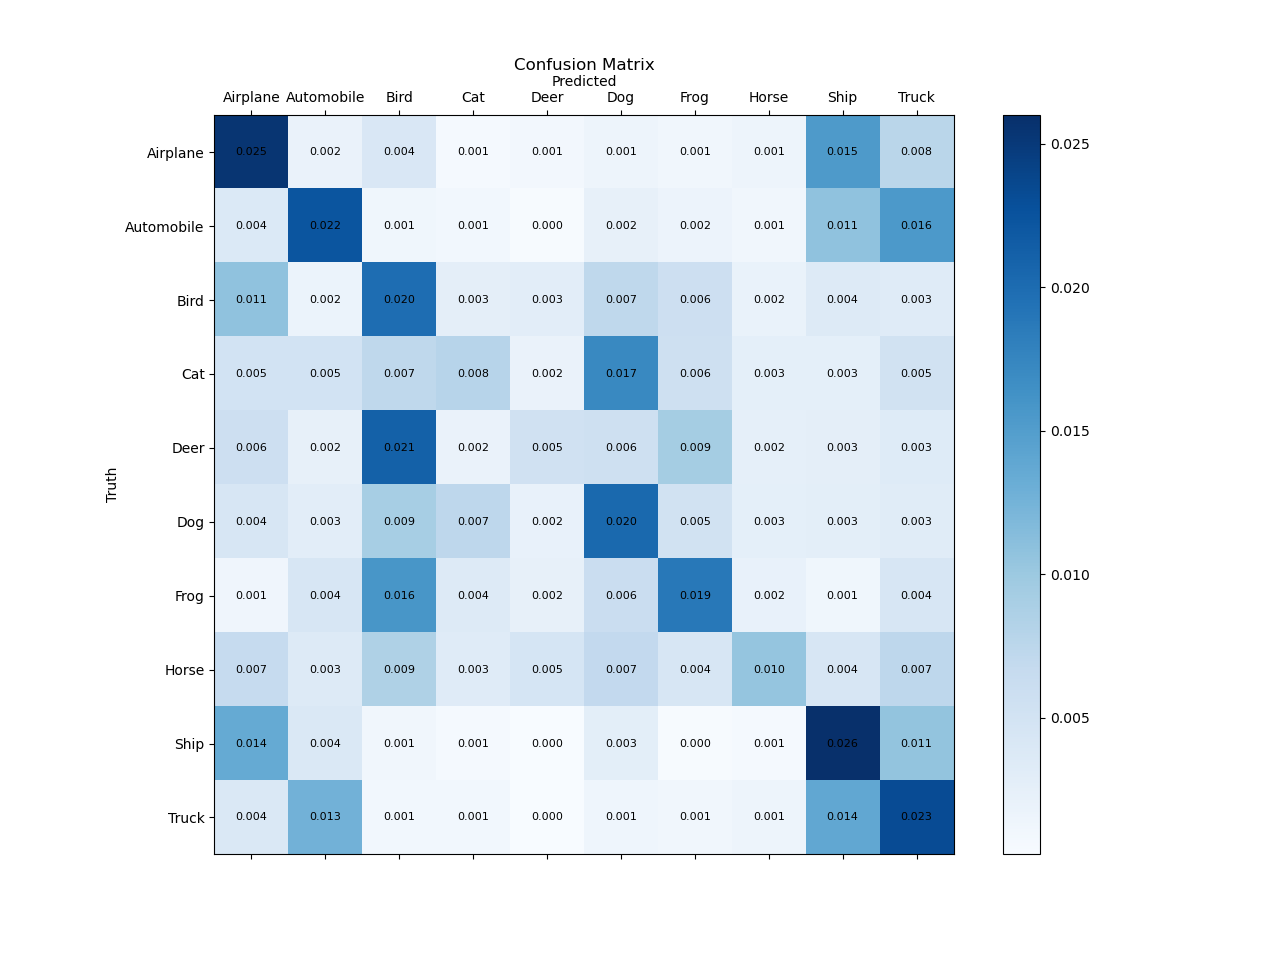 Confusion Matrix
Predicted
Airplane Automobile Bird Cat Deer Dog Frog Horse Ship Truck
Airplane 0.025 0.002 0.004 0.001 0.001 0.001 0.001 0.001 0.015 0.008
Automobile 0.004 0.022 0.001 0.001 0.000 0.002 0.002 0.001 0.011 0.016
Bird 0.011 0.002 0.020 0.003 0.003 0.007 0.006 0.002 0.004 0.003
Cat 0.005 0.005 0.007 0.008 0.002 0.017 0.006 0.003 0.003 0.005
Deer 0.006 0.002 0.021 0.002 0.005 0.006 0.009 0.002 0.003 0.003
Truth
Dog 0.004 0.003 0.009 0.007 0.002 0.020 0.005 0.003 0.003 0.003
Frog 0.001 0.004 0.016 0.004 0.002 0.006 0.019 0.002 0.001 0.004
Horse 0.007 0.003 0.009 0.003 0.005 0.007 0.004 0.010 0.004 0.007
Ship 0.014 0.004 0.001 0.001 0.000 0.003 0.000 0.001 0.026 0.011
Truck 0.004 0.013 0.001 0.001 0.000 0.001 0.001 0.001 0.014 0.023
0.025
0.020
0.015
0.010
0.005